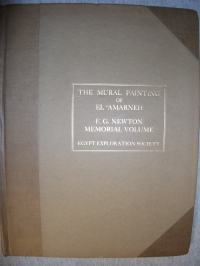 THE MURAL PAINTING
OF
EL-'AMARNEH
F. G. NEWTON
MEMORIAL VOLUME
EGYPT EXPLORATION SOCIETY